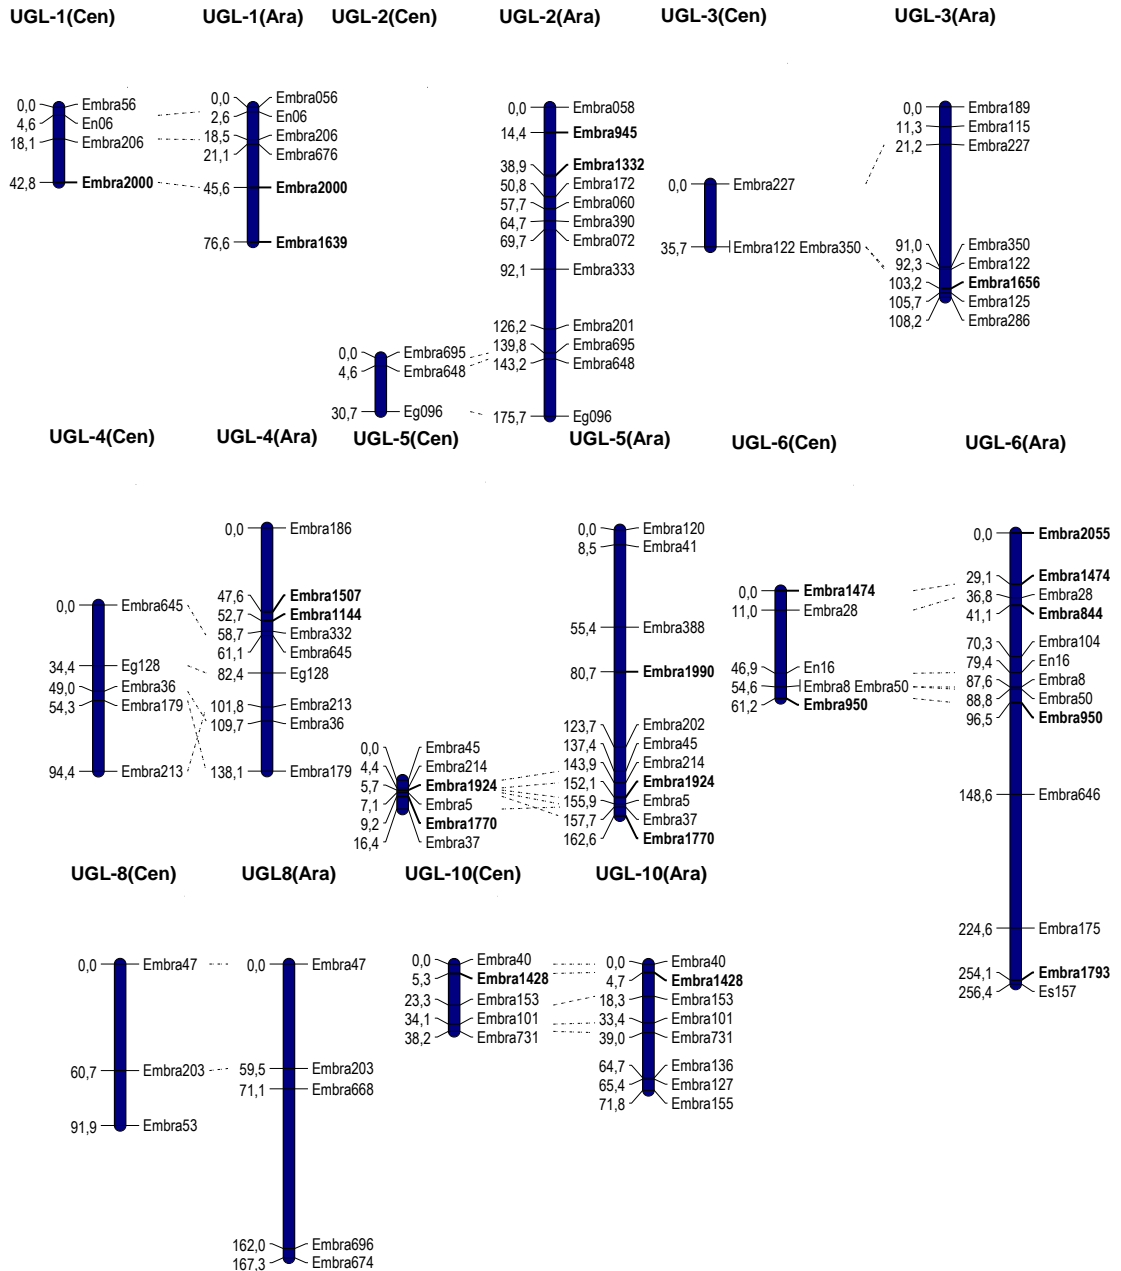 UGL-1(Cen)
0,0 Embra56
4,6 En06
18,1 Embra206
42,8 Embra2000
UGL-1(Ara)
0,0 Embra056
2,6 En06
18,5 Embra206
21,1 Embra676
45,6 Embra2000
76,6 Embra1639
UGL-2(Cen)
0,0 Embra695
4,6 Embra648
30,7 Eg096
UGL-2(Ara)
0,0 Embra058
14,4 Embra945
38,9 Embra1332
50,8 Embra172
57,7 Embra060
64,7 Embra390
69,7 Embra072
92,1 Embra333
126,2 Embra201
139,8 Embra695
143,2 Embra648
175,7 Eg096
UGL-3(Cen)
0,0 Embra227
35,7 Embra122 Embra350
UGL-3(Ara)
0,0 Embra189
11,3 Embra115
21,2 Embra227
91,0 Embra350
92,3 Embra122
103,2 Embra1656
105,7 Embra125
108,2 Embra286
UGL-4(Cen)
0,0 Embra645
34,4 Eg128
49,0 Embra36
54,3 Embra179
94,4 Embra213
UGL-4(Ara)
0,0 Embra186
47,6 Embra1507
52,7 Embra1144
58,7 Embra332
61,1 Embra645
82,4 Eg128
101,8 Embra213
109,7 Embra36
138,1 Embra179
UGL-5(Cen)
0,0 Embra45
4,4 Embra214
5,7 Embra1924
7,1 Embra5
9,2 Embra1770
16,4 Embra37
UGL-5(Ara)
0,0 Embra120
8,5 Embra41
55,4 Embra388
80,7 Embra1990
123,7 Embra202
137,4 Embra45
143,9 Embra214
152,1 Embra1924
155,9 Embra5
157,7 Embra37
162,6 Embra1770
UGL-6(Cen)
0,0 Embra1474
11,0 Embra28
46,9 En16
54,6 Embra8 Embra50
61,2 Embra950
UGL-6(Ara)
0,0 Embra2055
29,1 Embra1474
36,8 Embra28
41,1 Embra844
70,3 Embra104
79,4 En16
87,6 Embra8
88,8 Embra50
96,5 Embra950
148,6 Embra646
224,6 Embra175
254,1 Embra1793
256,4 Es157
UGL-8(Cen)
0,0 Embra47
60,7 Embra203
91,9 Embra53
UGL8(Ara)
0,0 Embra47
59,5 Embra203
71,1 Embra668
162,0 Embra696
167,3 Embra674
UGL-10(Cen)
0,0 Embra40
5,3 Embra1428
23,3 Embra153
34,1 Embra101
38,2 Embra731
UGL-10(Ara)
0,0 Embra40
4,7 Embra1428
18,3 Embra153
33,4 Embra101
39,0 Embra731
64,7 Embra136
65,4 Embra127
71,8 Embra155